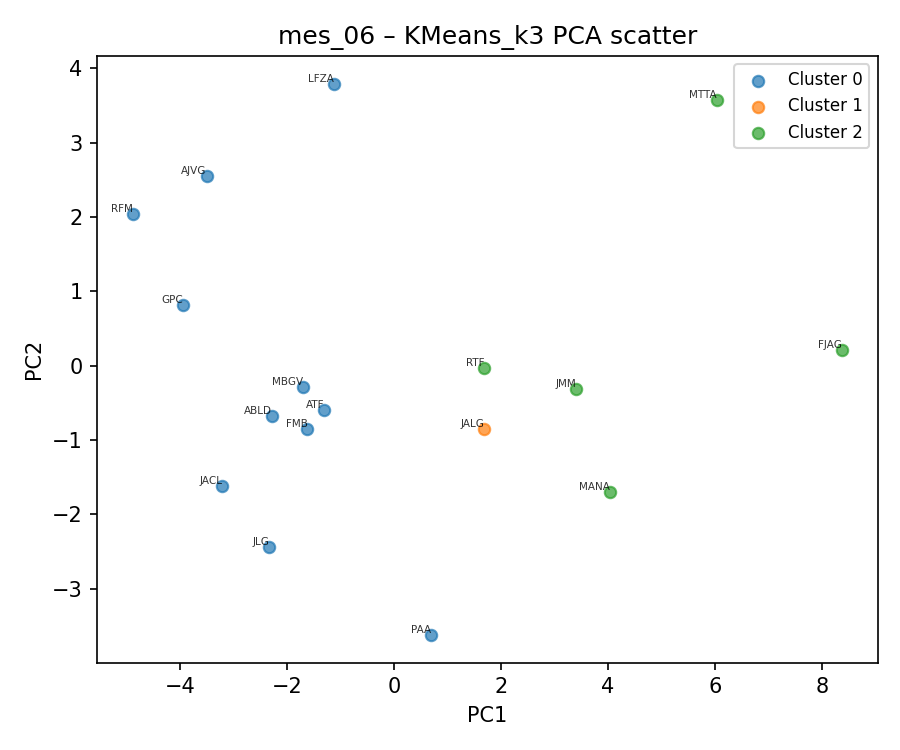 mes_06 – KMeans_k3 PCA scatter
Cluster 0
Cluster 1
Cluster 2
LFZA
MTTA
AJVG
RFM
GPC
FJAG
RTF
MBGV
JMM
ATF
ABLD
FMB
JALG
JACL
MANA
JLG
PAA
4
3
2
1
0
−1
−2
−3
PC2
−4
−2
0
2
4
6
8
PC1